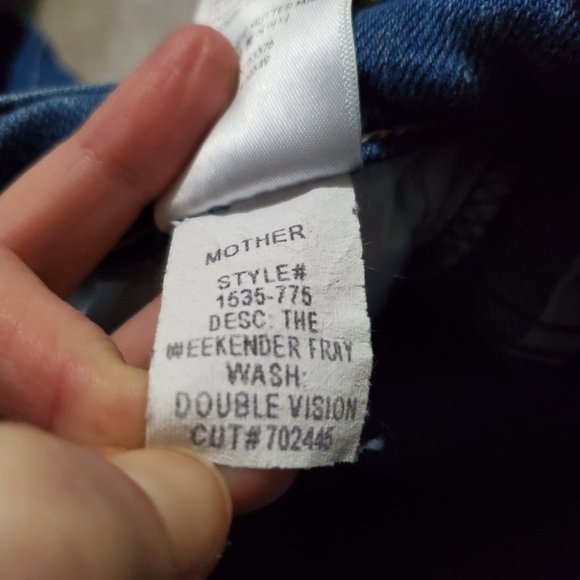 MOTHER
STYLE#
1535-775
DESC: THE
WEEKENDER FRAY
WASH:
DOUBLE VISION
CUT# 702445